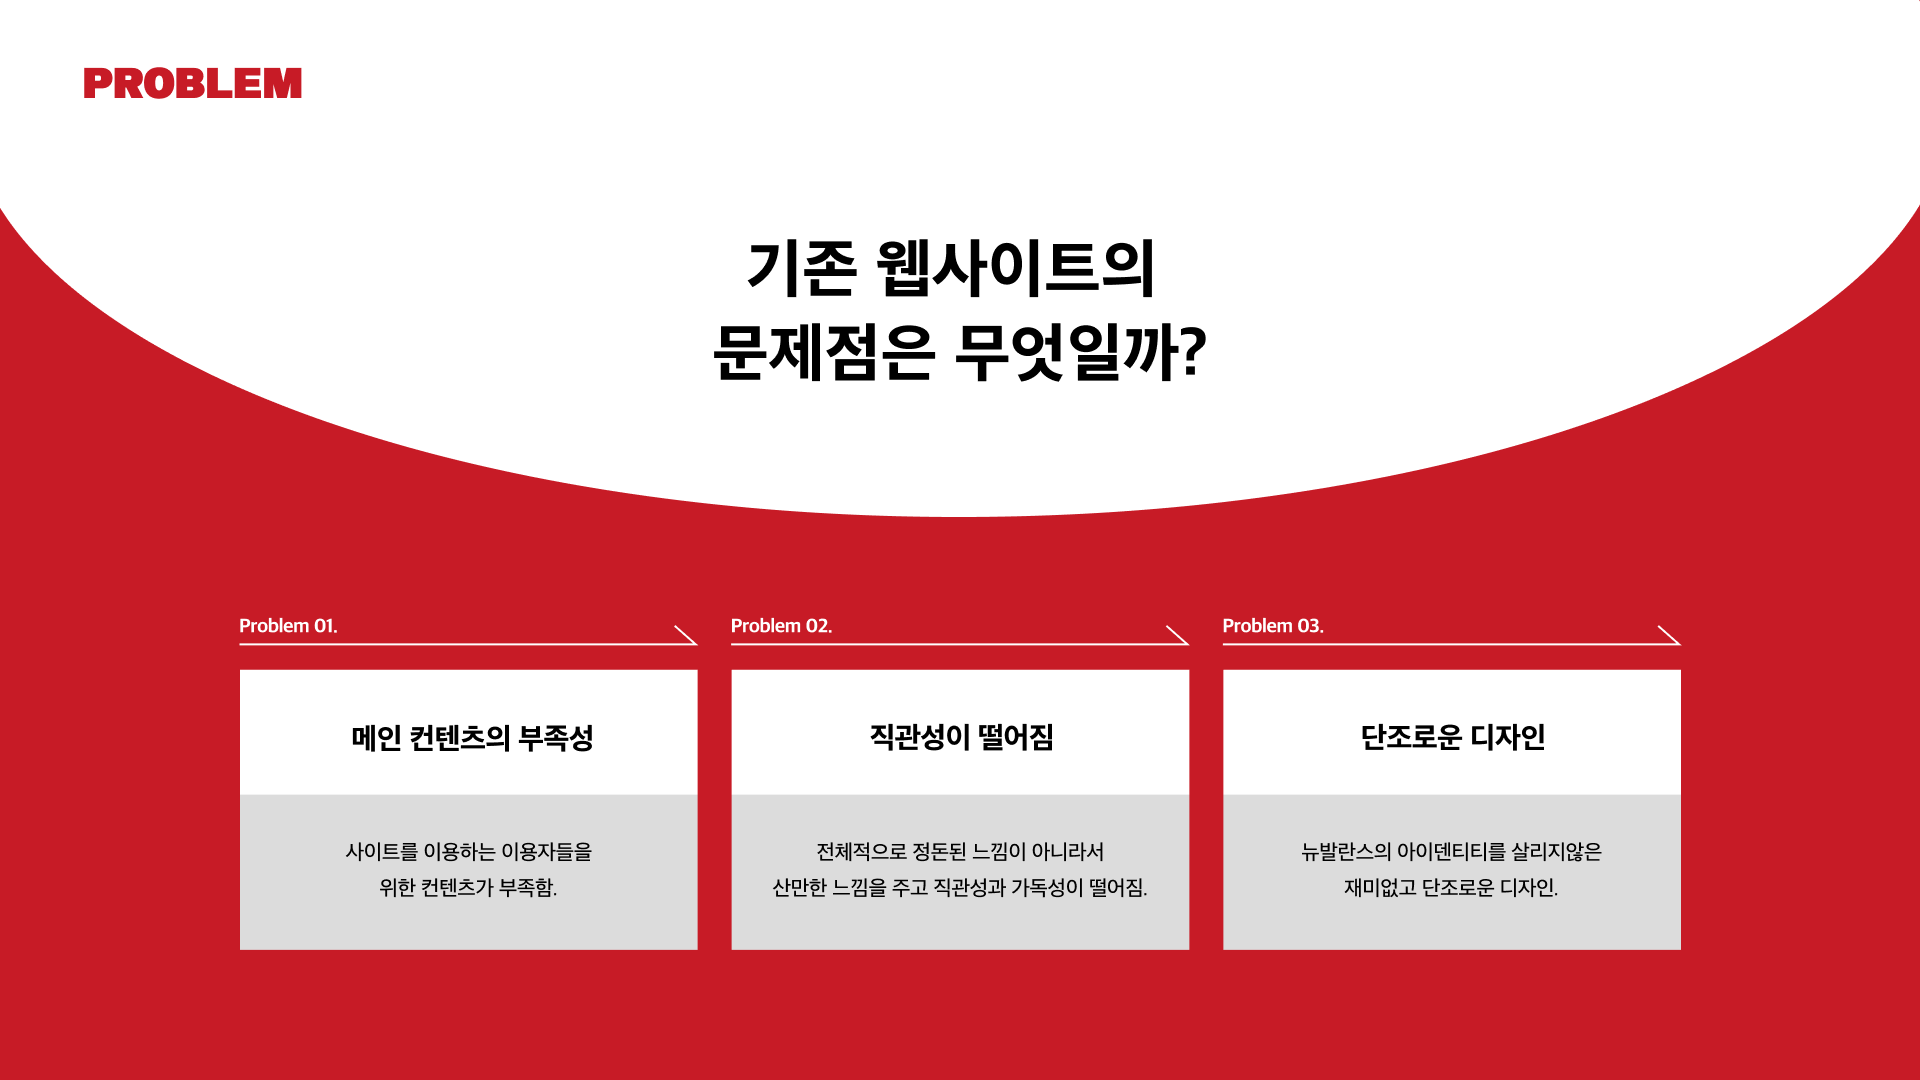 PROBLEM
기존 웹사이트의
문제점은 무엇일까?
Problem 01.
메인 컨텐츠의 부족성
사이트를 이용하는 이용자들을
위한 컨텐츠가 부족함.
Problem 02.
직관성이 떨어짐
전체적으로 정돈된 느낌이 아니라서
산만한 느낌을 주고 직관성과 가독성이 떨어짐.
Problem 03.
단조로운 디자인
뉴발란스의 아이덴티티를 살리지않은
재미없고 단조로운 디자인.